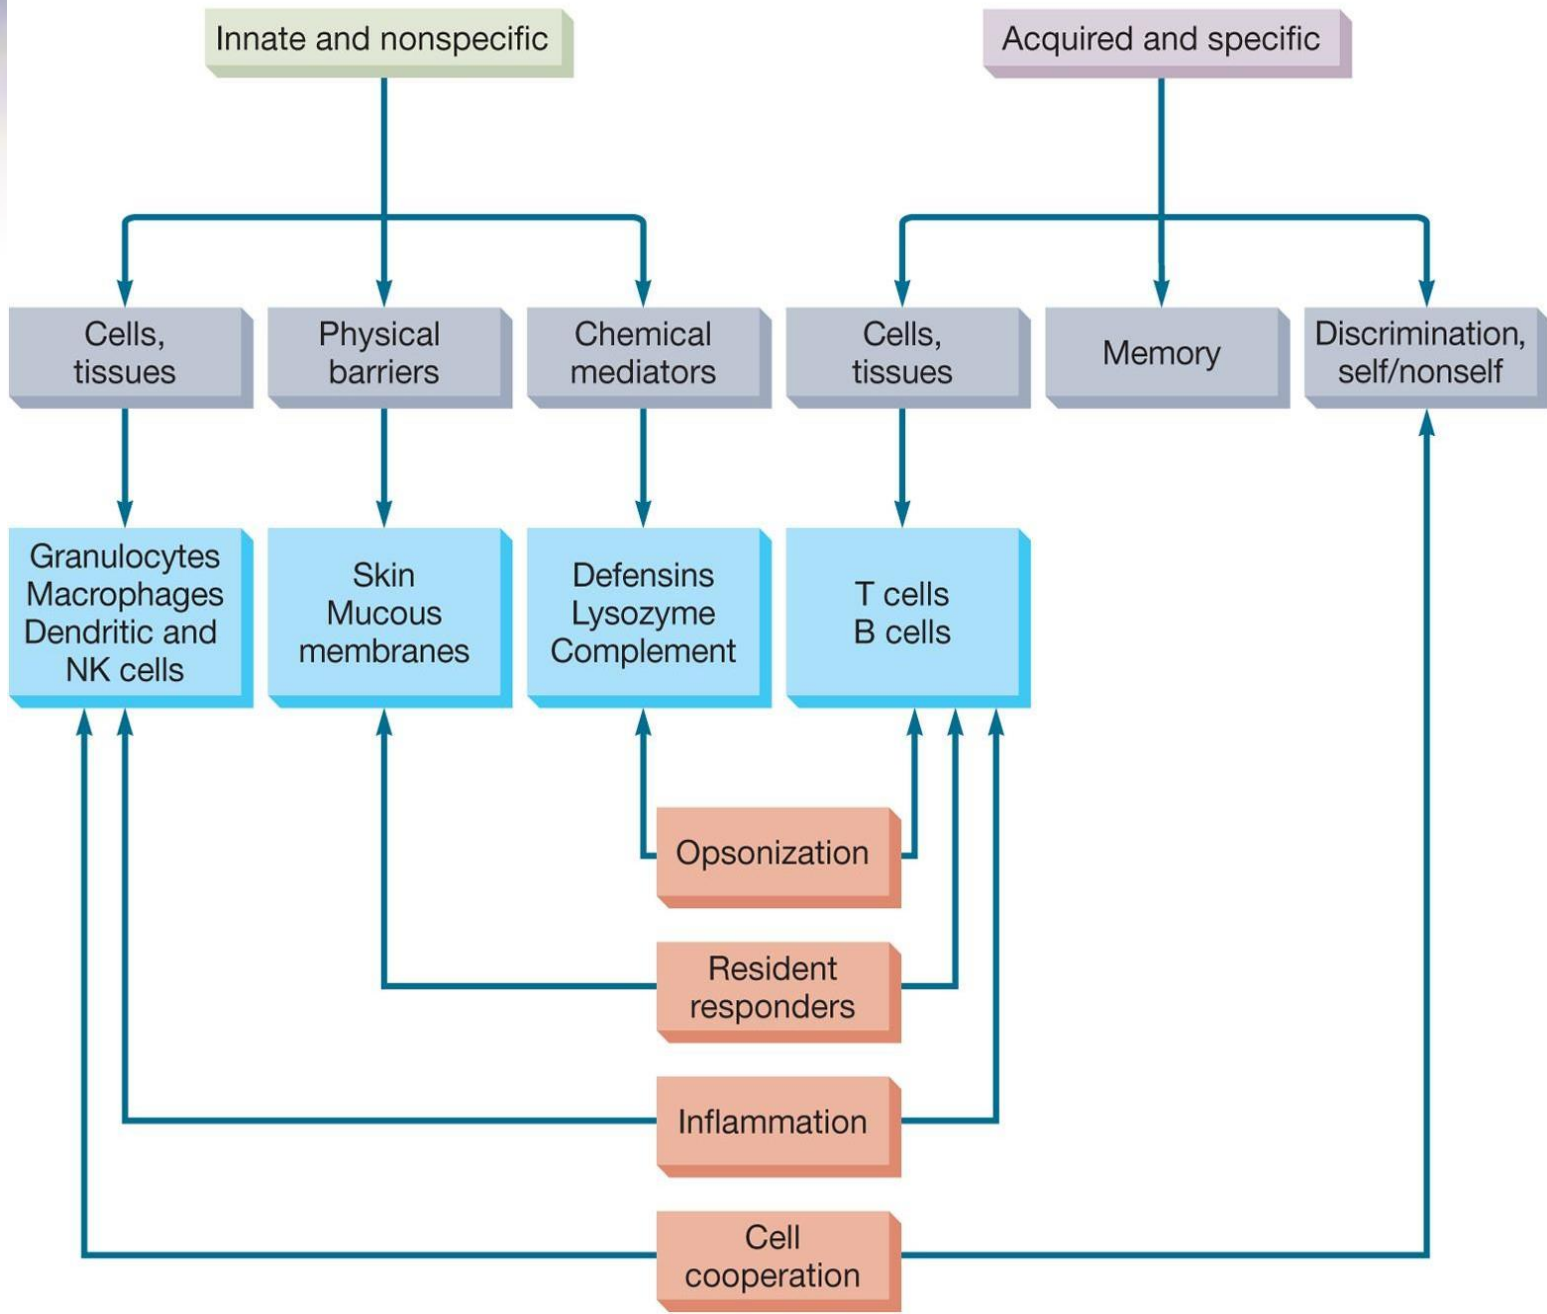 Innate and nonspecific
Acquired and specific
Cells,
tissues
Physical
barriers
Chemical
mediators
Cells,
tissues
Memory
Discrimination,
self/nonself
Granulocytes
Macrophages
Dendritic and
NK cells
Skin
Mucous
membranes
Defensins
Lysozyme
Complement
T cells
B cells
Opsonization
Resident
responders
Inflammation
Cell
cooperation